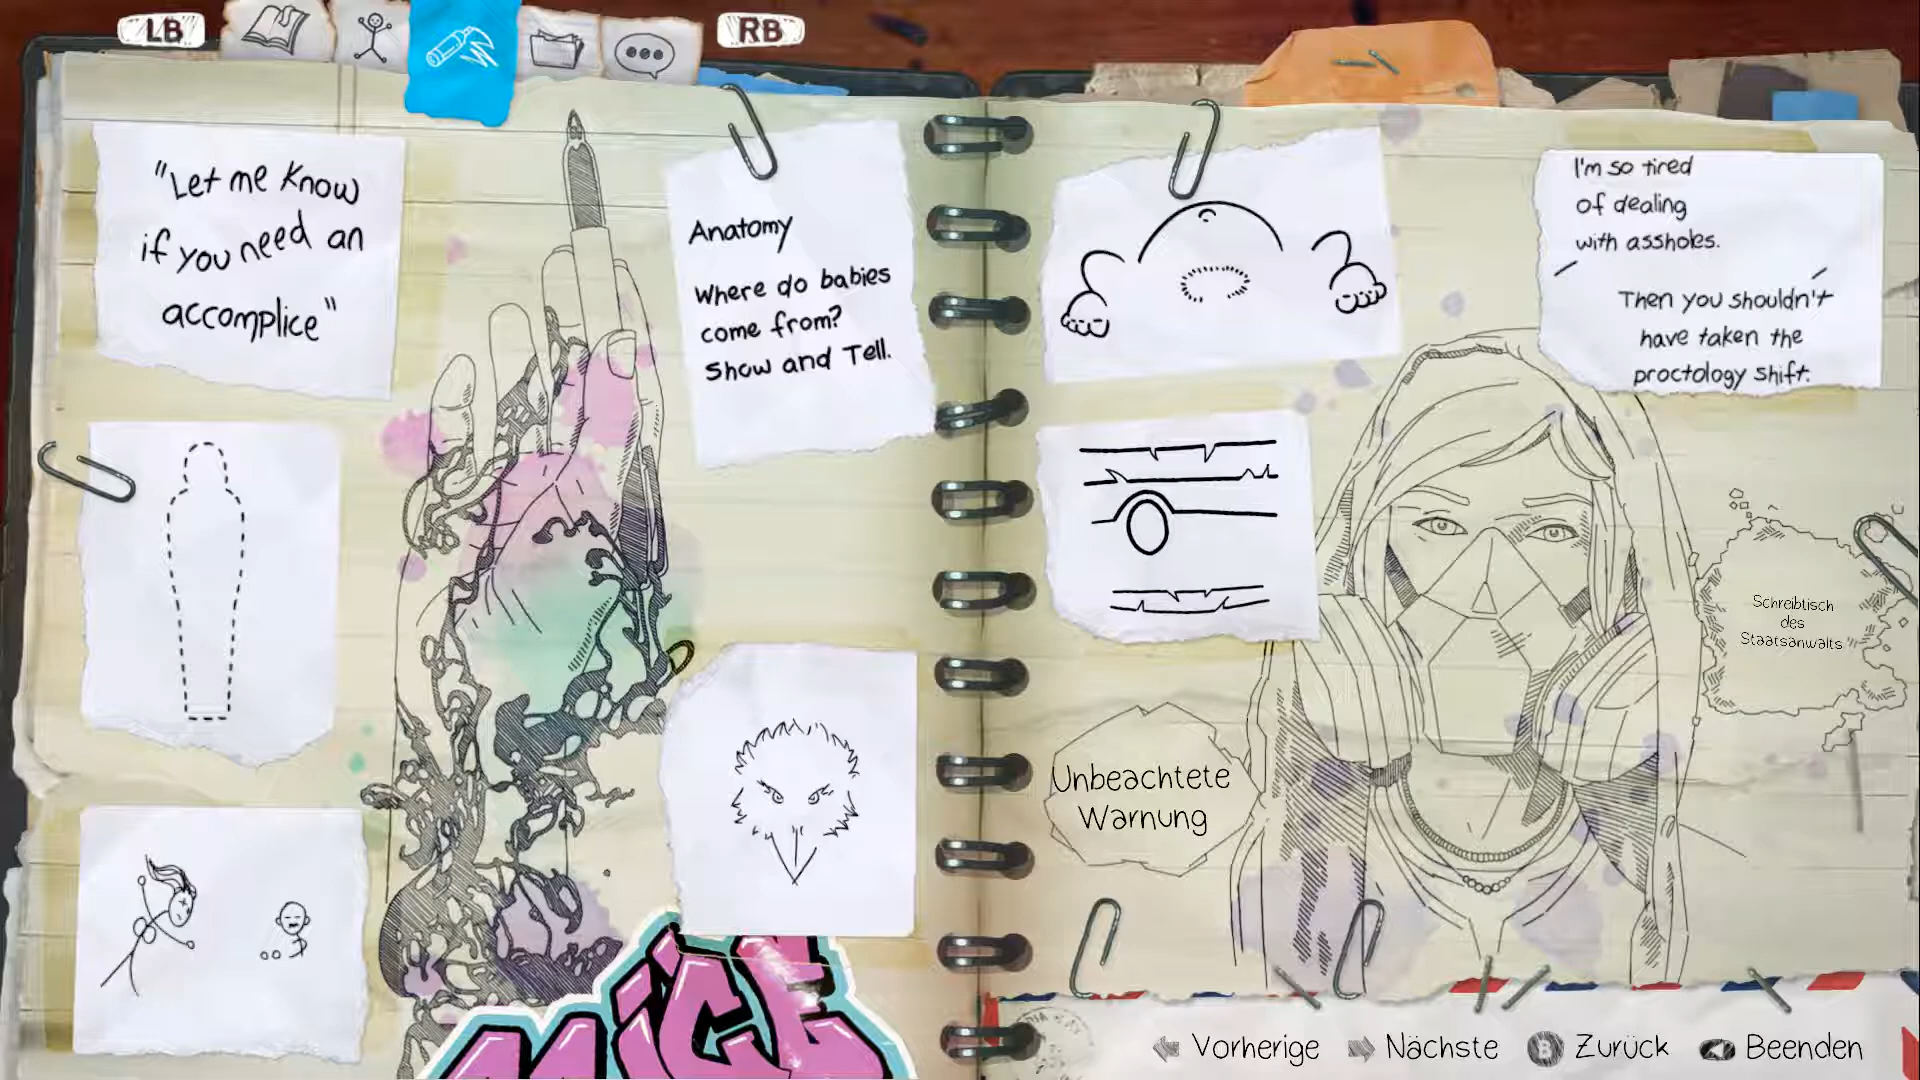 LB
RB
"Let me know
if you need an
accomplice"
Anatomy
Where do babies
come from?
Show and Tell.
I'm so tired
of dealing
with assholes.
Then you shouldn't
have taken the
proctology shift.
Schreibtisch
des
Staatsanwalts
Unbeachtete
Warnung
Vorherige
Nächste
B Zurück
Beenden